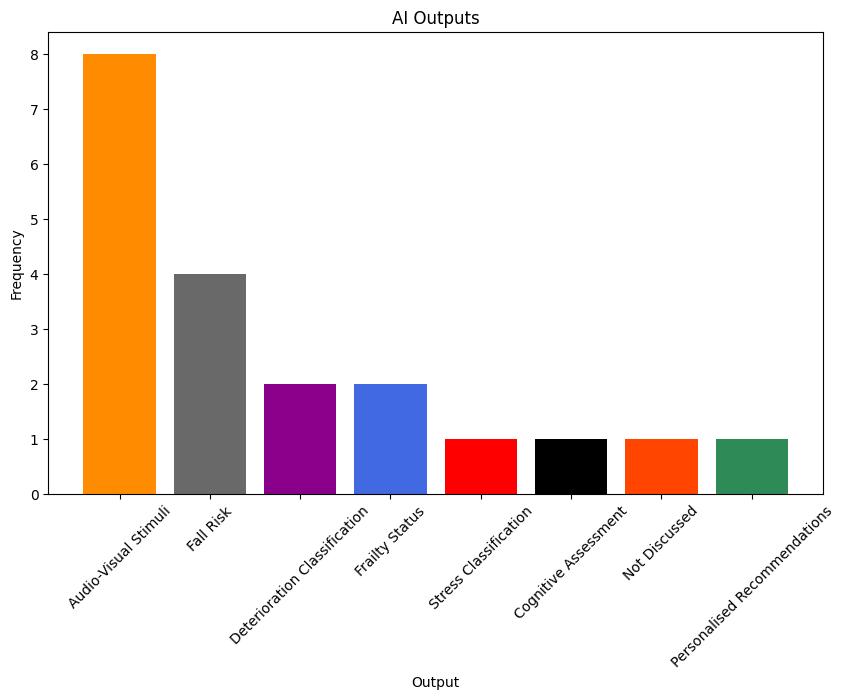 AI Outputs
Frequency
8
7
6
5
4
3
2
1
0
Audio-Visual Stimuli
Fall Risk
Deterioration Classification
Frailty Status
Stress Classification
Cognitive Assessment
Not Discussed
Personalised Recommendations
Output